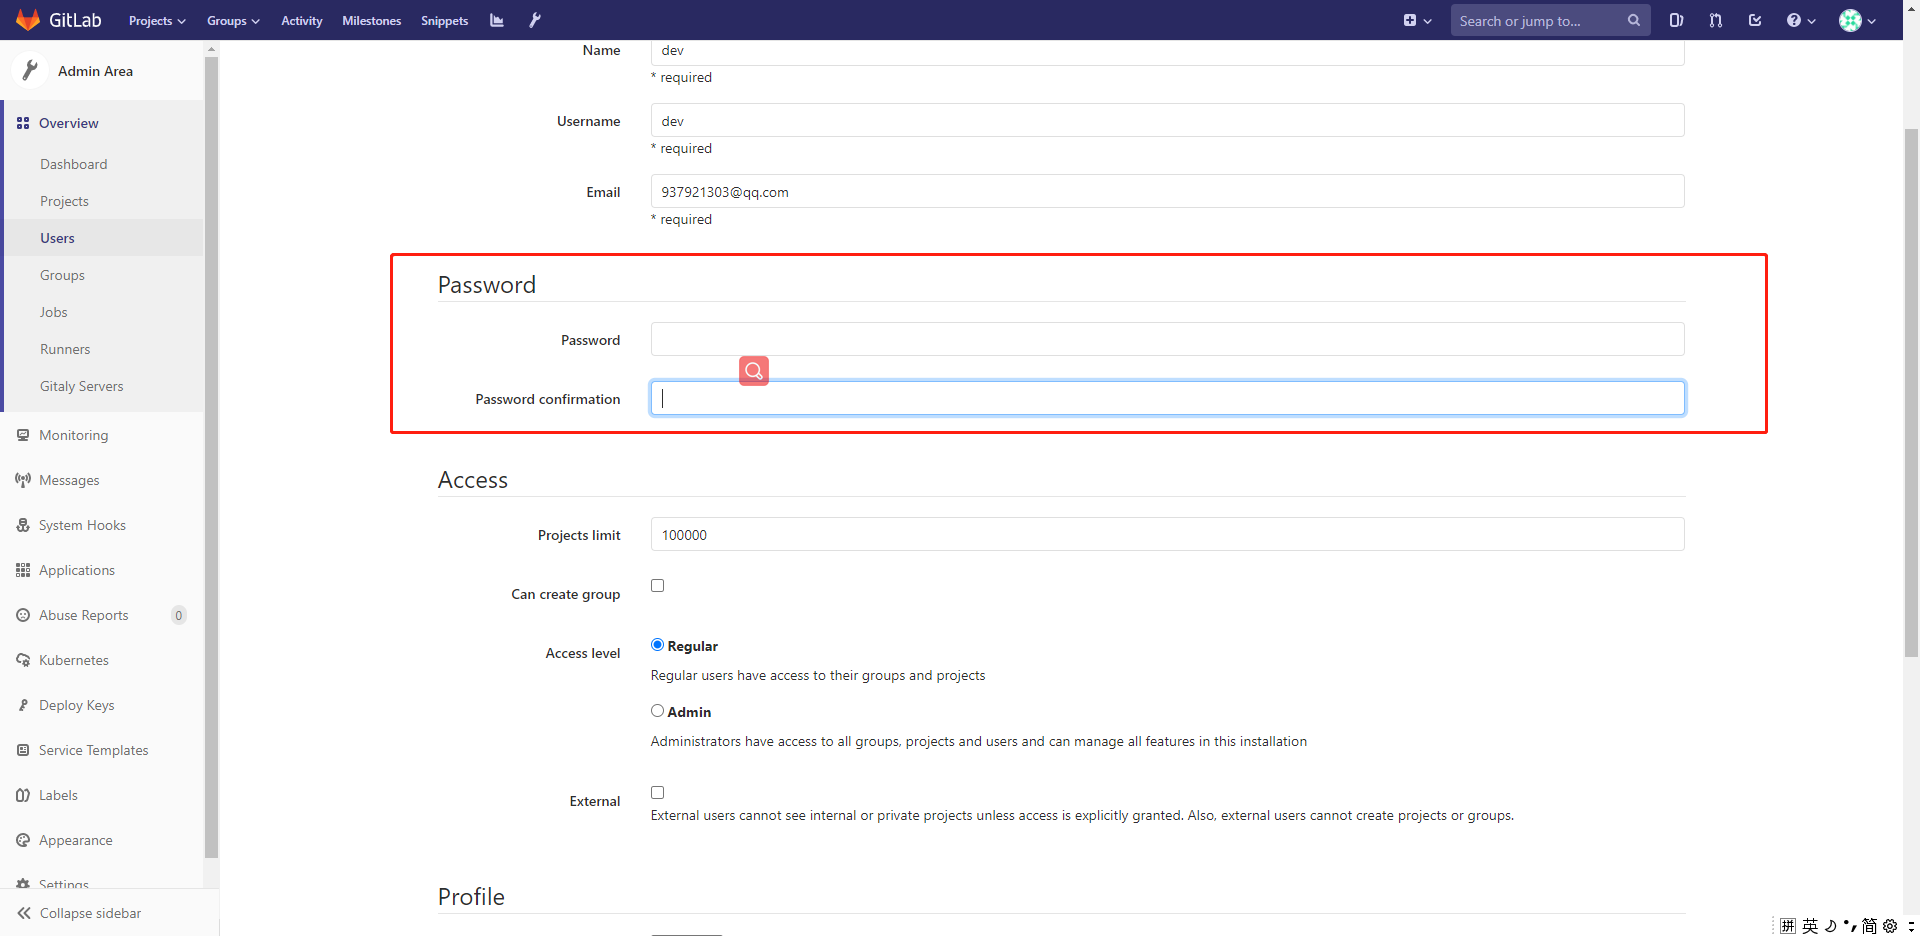 GitLab Projects Groups Activity Milestones Snippets Search or jump to...
Admin Area
Overview
Dashboard
Projects
Users
Groups
Jobs
Runners
Gitaly Servers
Monitoring
Messages
System Hooks
Applications
Abuse Reports 0
Kubernetes
Deploy Keys
Service Templates
Labels
Appearance
Settings
Collapse sidebar
Name dev
* required
Username dev
* required
Email 937921303@qq.com
* required
Password
Password
Password confirmation
Access
Projects limit 100000
Can create group
Access level Regular
Regular users have access to their groups and projects
Admin
Administrators have access to all groups, projects and users and can manage all features in this installation
External
External users cannot see internal or private projects unless access is explicitly granted. Also, external users cannot create projects or groups.
Profile
拼 英 简